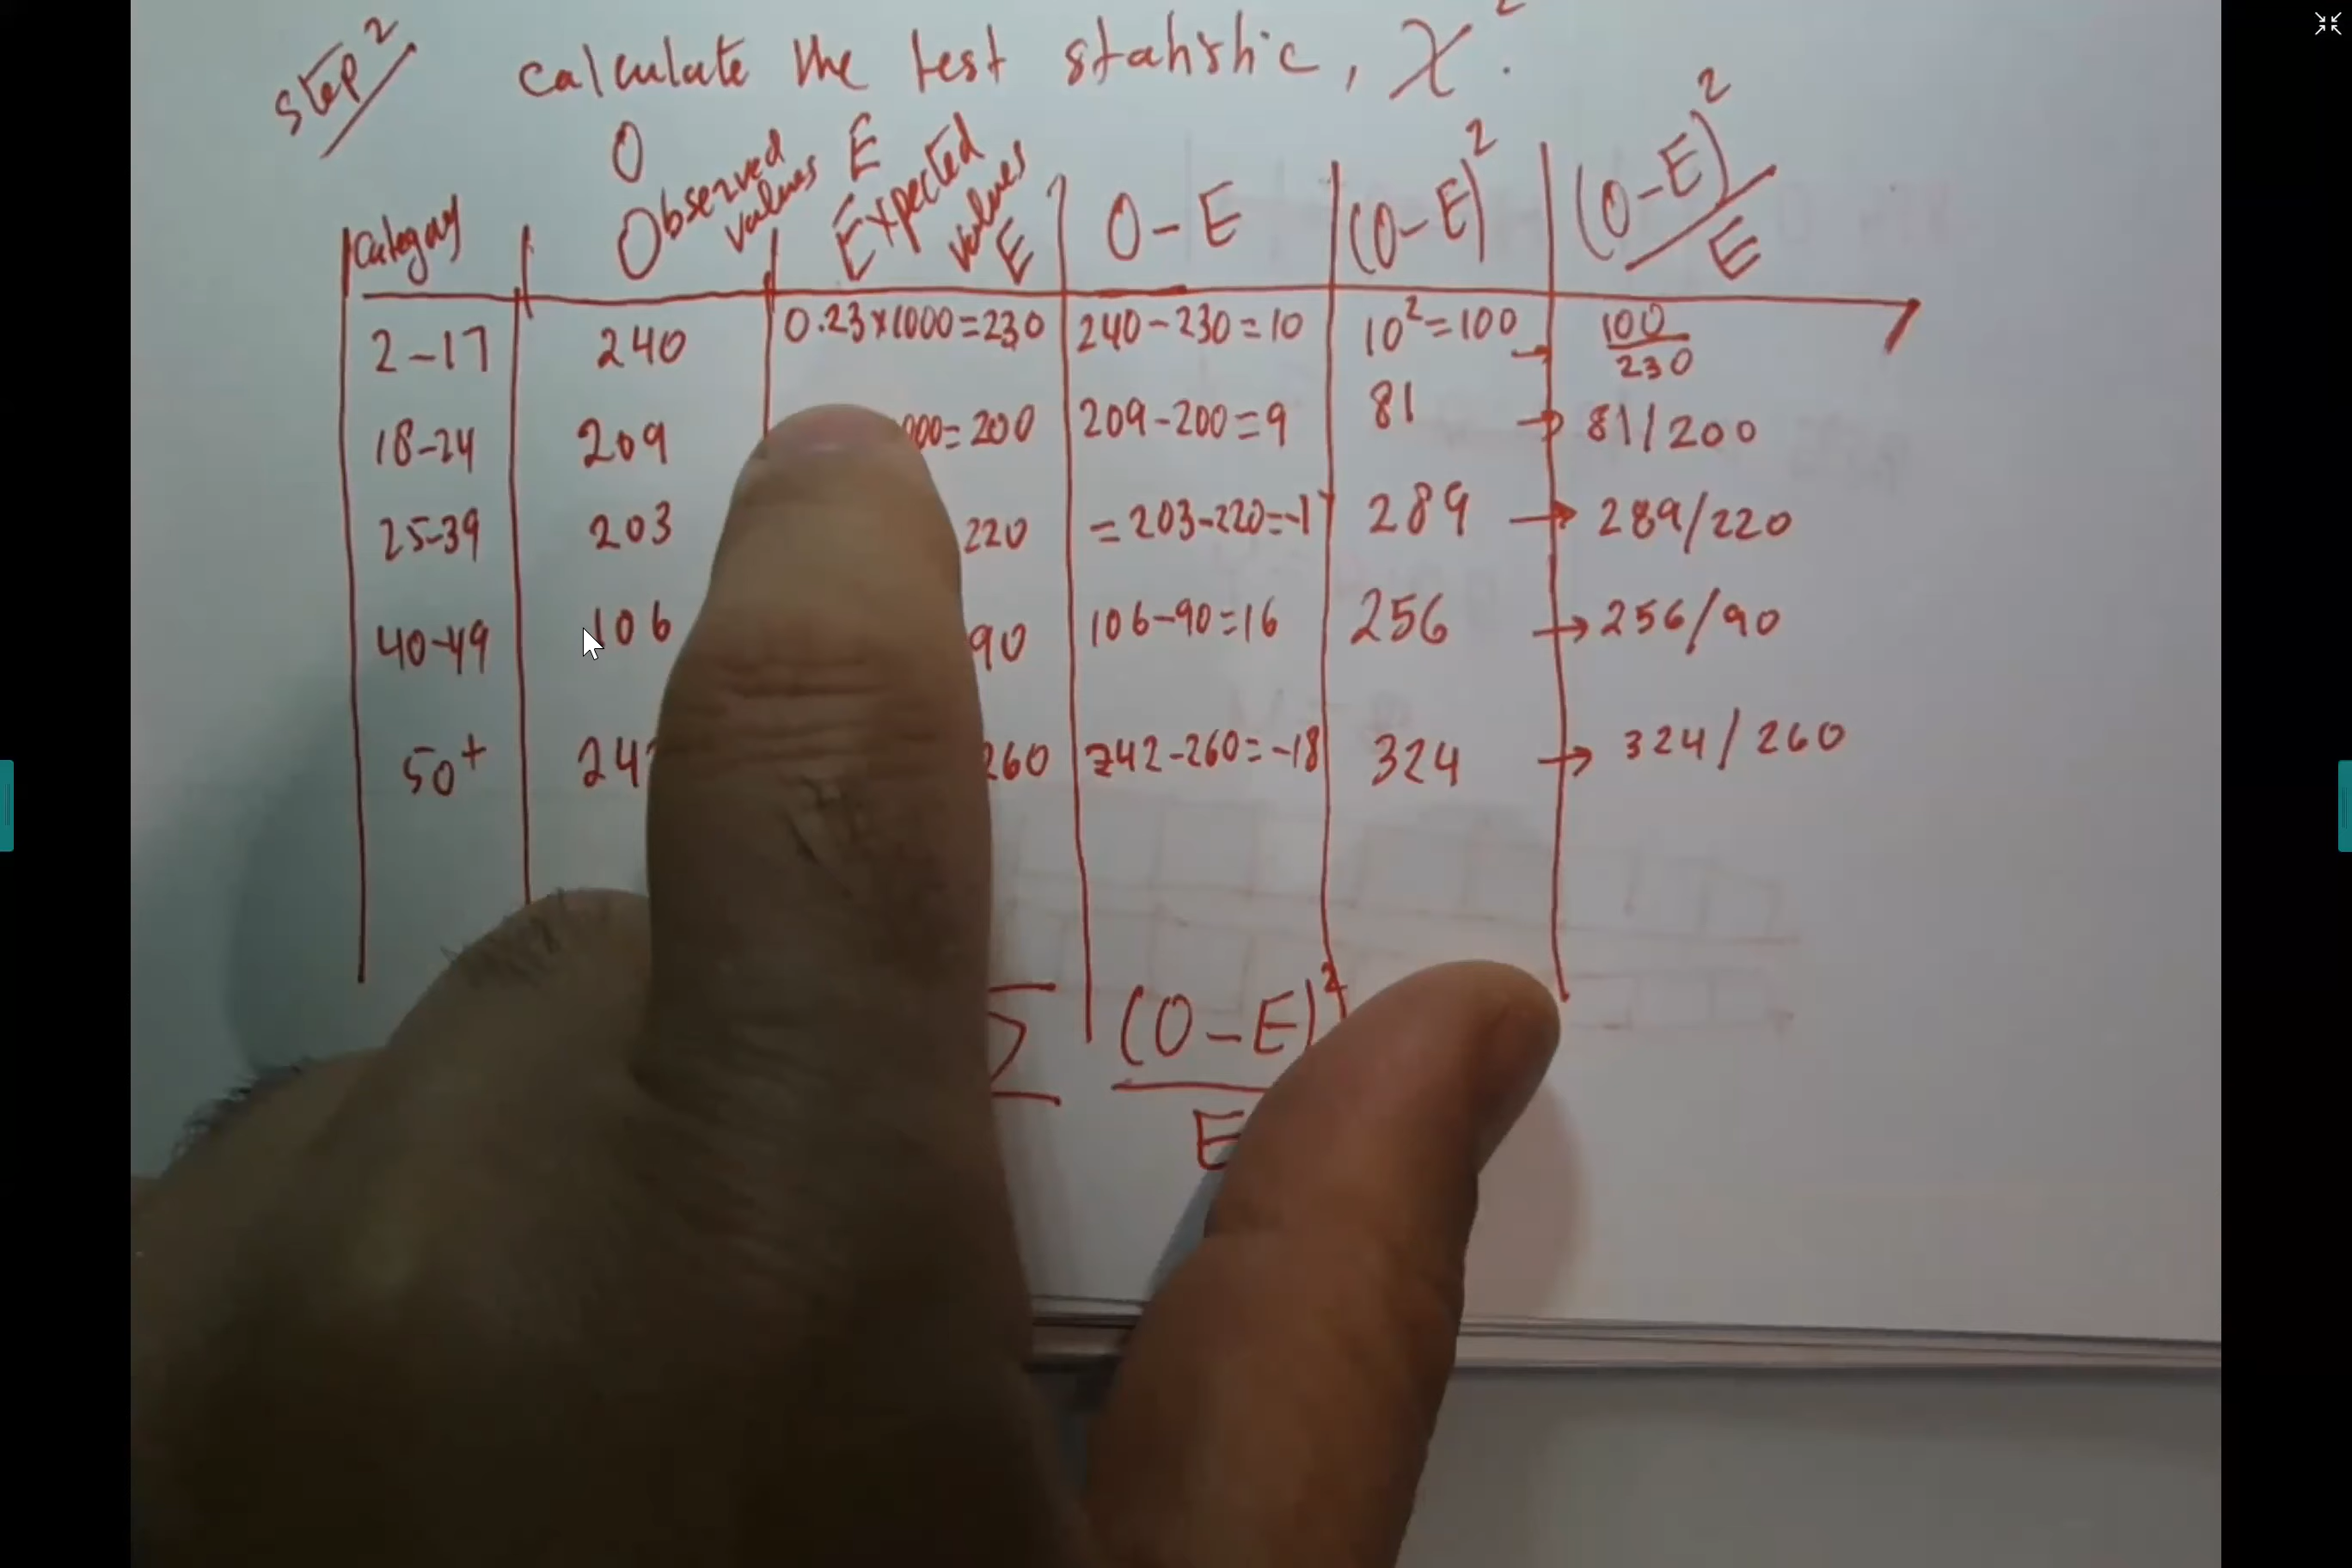 step 2 calculate the test statistic, χ².
O E
Category Observed values Expected values E O-E (O-E)² (O-E)²/E
2-17 240 0.23×1000=230 240-230=10 10²=100 → 100/230
18-24 209 000=200 209-200=9 81 → 81/200
25-39 203 220 =203-220=-1 289 → 289/220
40-49 106 90 106-90=16 256 → 256/90
50+ 24 260 242-260=-18 324 → 324/260
Σ (O-E)²
E